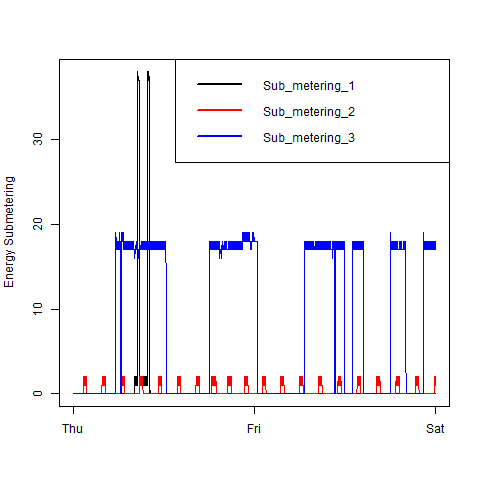 Sub_metering_1
Sub_metering_2
Sub_metering_3
Energy Submetering
30
20
10
0
Thu Fri Sat